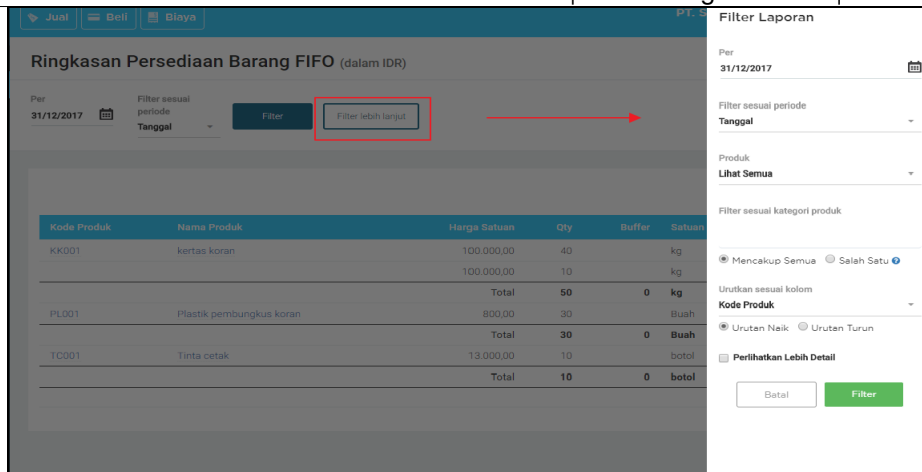 Jual Beli Biaya PT. S
Ringkasan Persediaan Barang FIFO (dalam IDR)
Per
31/12/2017
Filter sesuai
periode
Tanggal
Filter
Filter lebih lanjut
Kode Produk Nama Produk Harga Satuan Qty Buffer Satuan
KK001 kertas koran 100.000,00 40 kg
100.000,00 10 kg
Total 50 0 kg
PL001 Plastik pembungkus koran 800,00 30 Buah
Total 30 0 Buah
TC001 Tinta cetak 13.000,00 10 botol
Total 10 0 botol
Filter Laporan
Per
31/12/2017
Filter sesuai periode
Tanggal
Produk
Lihat Semua
Filter sesuai kategori produk
Mencakup Semua Salah Satu
Urutkan sesuai kolom
Kode Produk
Urutan Naik Urutan Turun
Perlihatkan Lebih Detail
Batal Filter